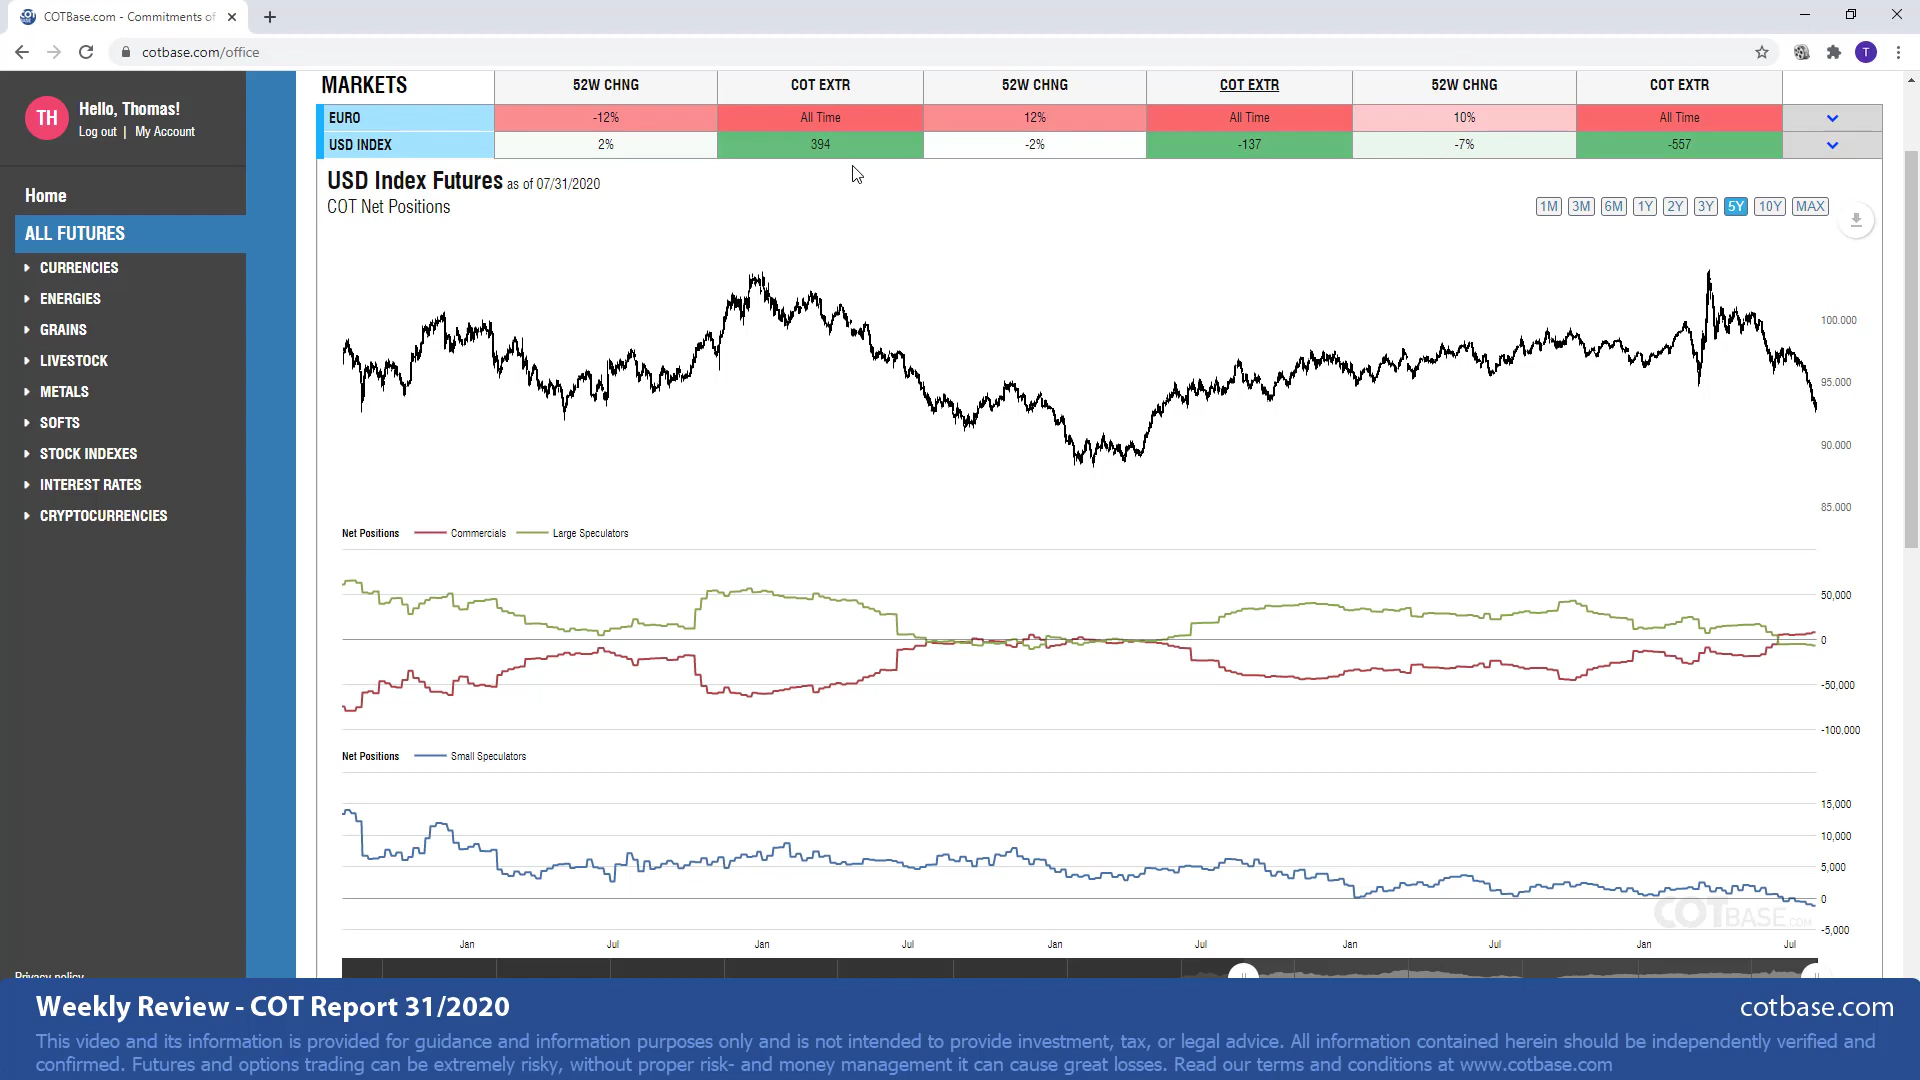 COTBase.com - Commitments of
cotbase.com/office
T
TH
Hello, Thomas!
Log out | My Account
Home
ALL FUTURES
CURRENCIES
ENERGIES
GRAINS
LIVESTOCK
METALS
SOFTS
STOCK INDEXES
INTEREST RATES
CRYPTOCURRENCIES
Privacy policy
MARKETS 52W CHNG COT EXTR 52W CHNG COT EXTR 52W CHNG COT EXTR
EURO -12% All Time 12% All Time 10% All Time
USD INDEX 2% 394 -2% -137 -7% -557
USD Index Futures as of 07/31/2020
COT Net Positions
1M 3M 6M 1Y 2Y 3Y 5Y 10Y MAX
100.000
95.000
90.000
85.000
Net Positions Commercials Large Speculators
50,000
0
-50,000
-100,000
Net Positions Small Speculators
15,000
10,000
5,000
0
-5,000
COTBASE.COM
Jan Jul Jan Jul Jan Jul Jan Jul Jan Jul
Weekly Review - COT Report 31/2020
cotbase.com
This video and its information is provided for guidance and information purposes only and is not intended to provide investment, tax, or legal advice. All information contained herein should be independently verified and
confirmed. Futures and options trading can be extremely risky, without proper risk- and money management it can cause great losses. Read our terms and conditions at www.cotbase.com